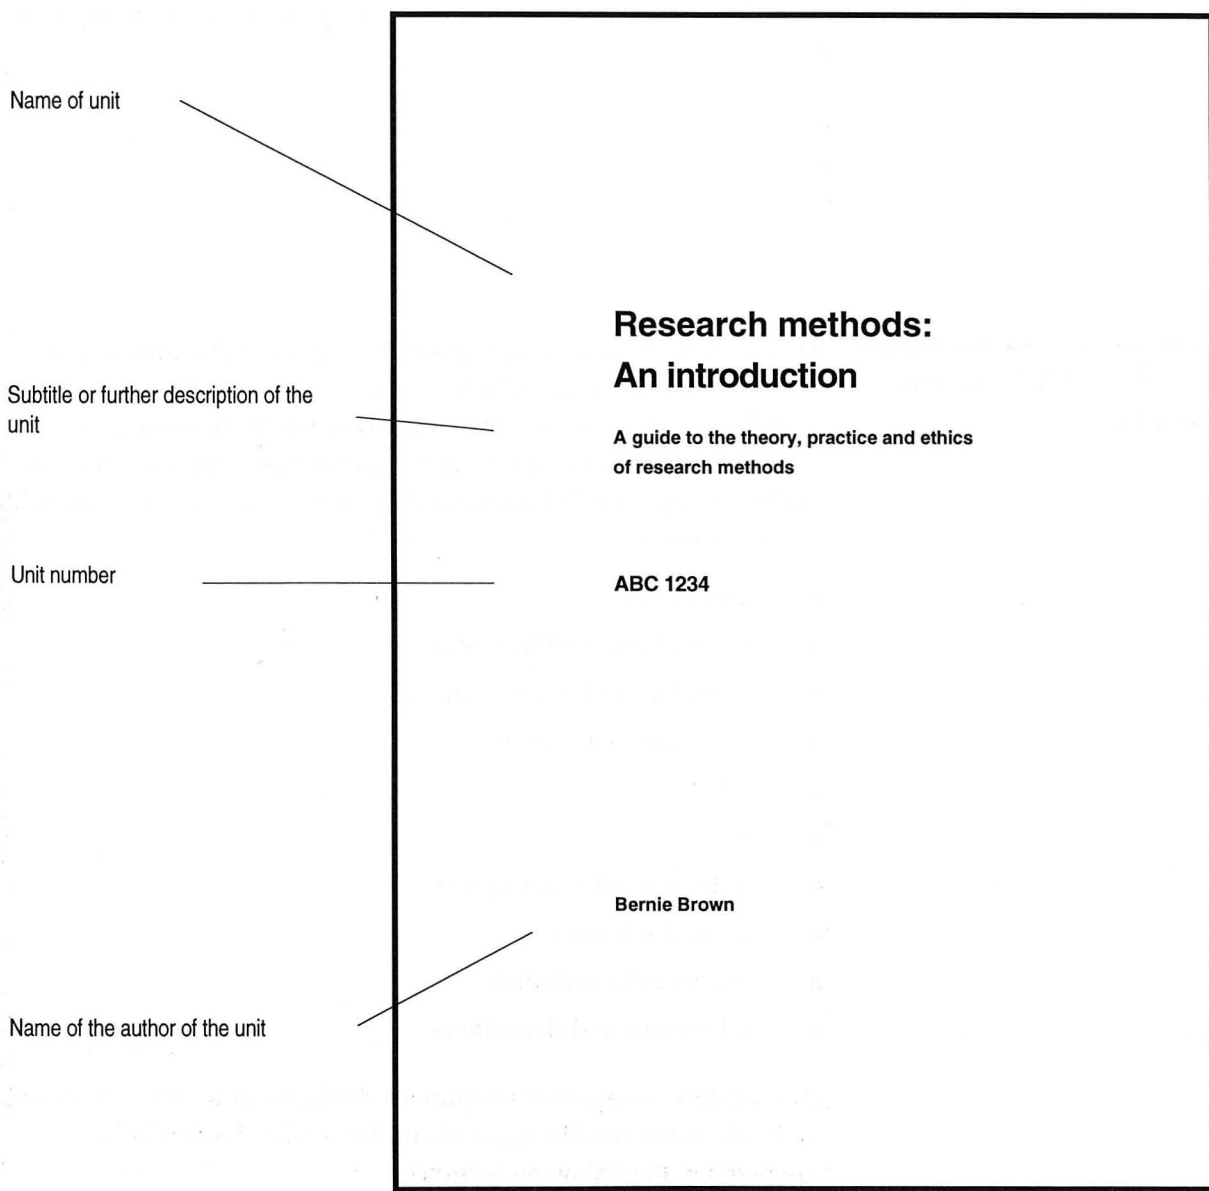 Name of unit
Research methods:
An introduction
Subtitle or further description of the
unit
A guide to the theory, practice and ethics
of research methods
Unit number
ABC 1234
Bernie Brown
Name of the author of the unit